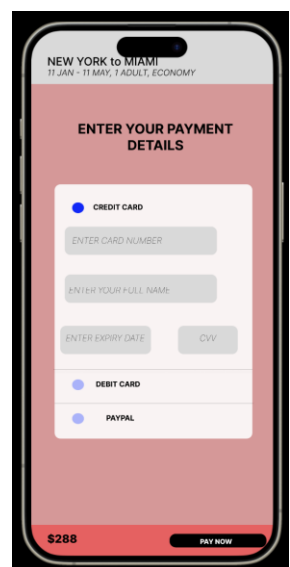 NEW YORK to MIAMI
11 JAN - 11 MAY, 1 ADULT, ECONOMY
ENTER YOUR PAYMENT
DETAILS
CREDIT CARD
ENTER CARD NUMBER
ENTER YOUR FULL NAME
ENTER EXPIRY DATE CVV
DEBIT CARD
PAYPAL
$288 PAY NOW